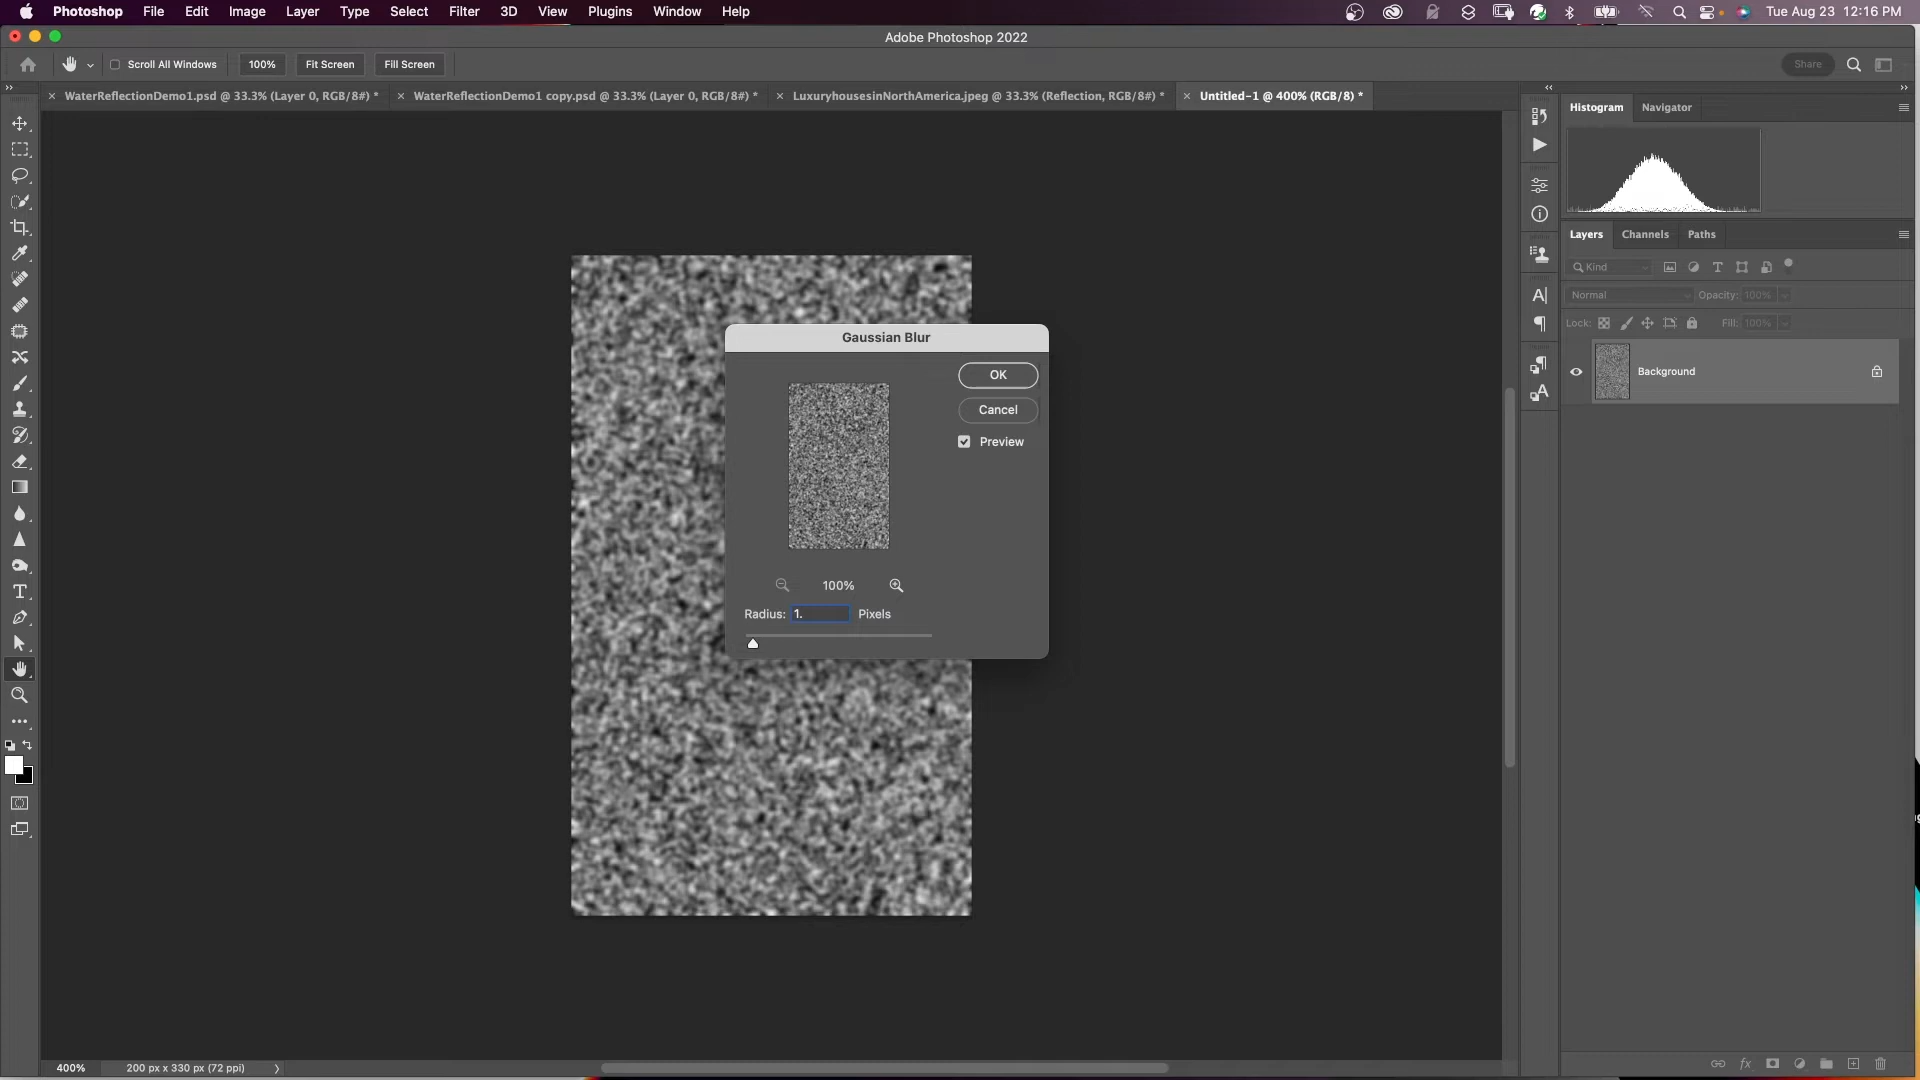 Photoshop File Edit Image Layer Type Select Filter 3D View Plugins Window Help Tue Aug 23 12:16 PM
Adobe Photoshop 2022
Scroll All Windows 100% Fit Screen Fill Screen Share
WaterReflectionDemo1.psd @ 33.3% (Layer 0, RGB/8#) * WaterReflectionDemo1 copy.psd @ 33.3% (Layer 0, RGB/8#) * LuxuryhousesinNorthAmerica.jpeg @ 33.3% (Reflection, RGB/8#) * Untitled-1 @ 400% (RGB/8) *
Histogram Navigator
Layers Channels Paths
Kind
Normal Opacity: 100%
Lock: Fill: 100%
Background
Gaussian Blur
OK
Cancel
Preview
100%
Radius: 1. Pixels
400% 200 px x 330 px (72 ppi)